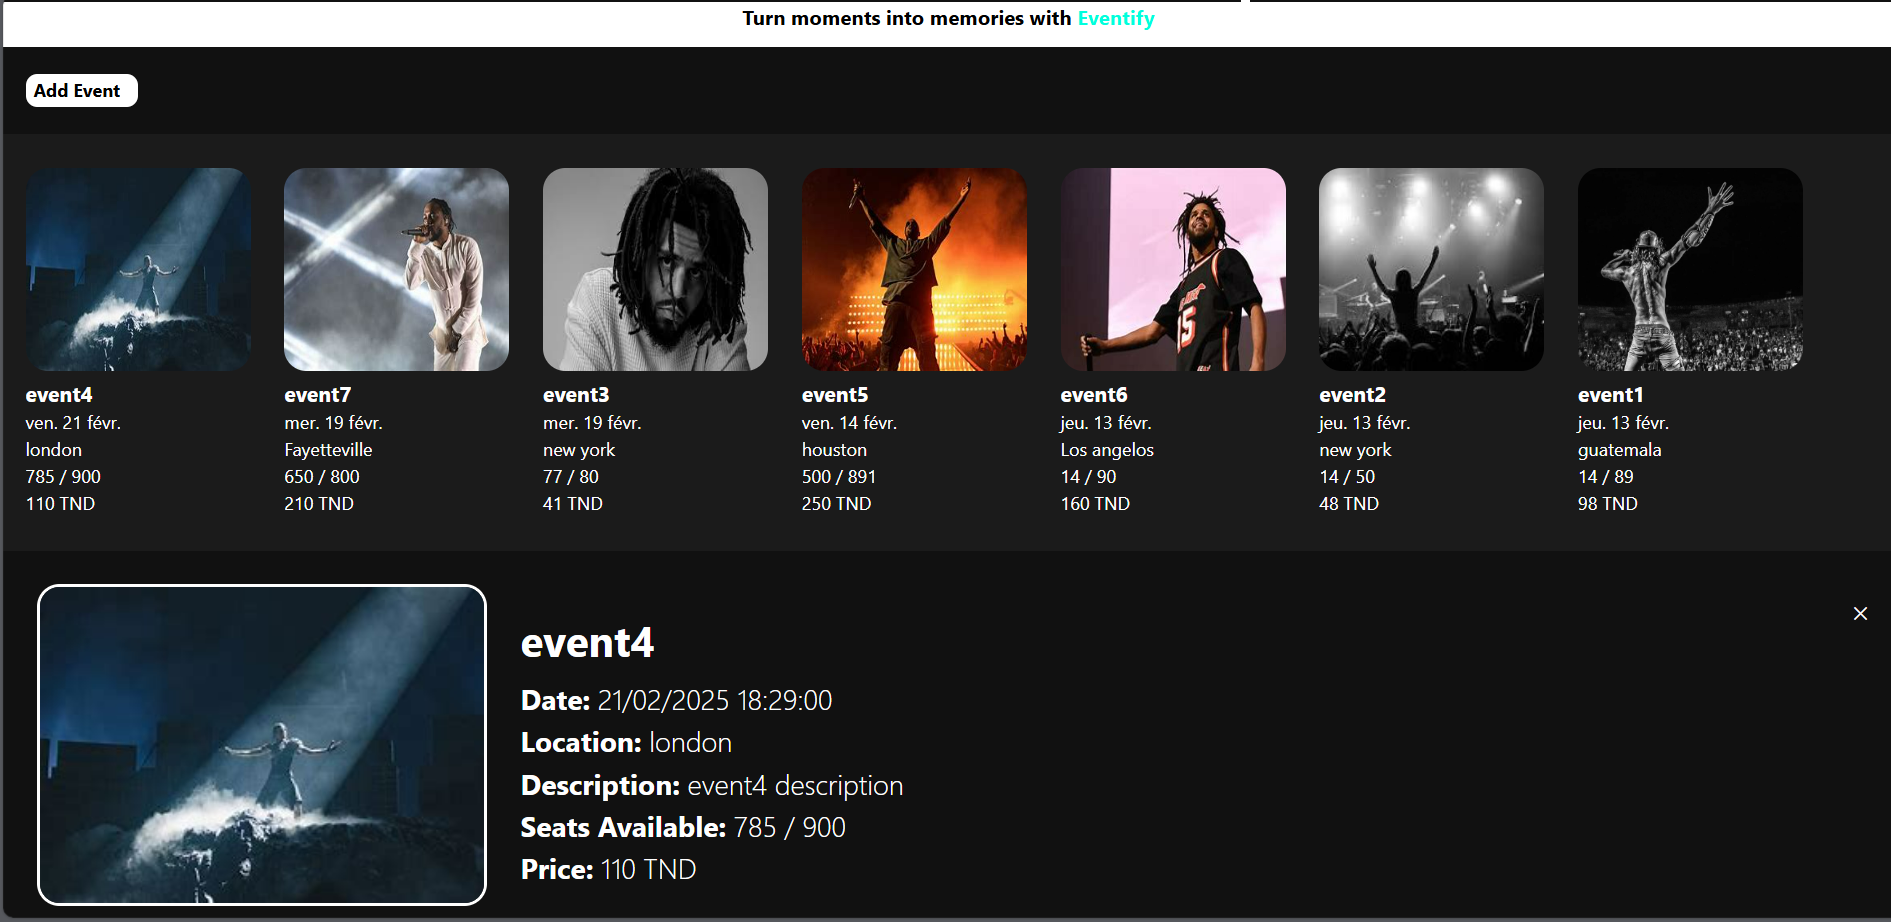 Turn moments into memories with Eventify
Add Event
event4
ven. 21 févr.
london
785 / 900
110 TND
event7
mer. 19 févr.
Fayetteville
650 / 800
210 TND
event3
mer. 19 févr.
new york
77 / 80
41 TND
event5
ven. 14 févr.
houston
500 / 891
250 TND
event6
jeu. 13 févr.
Los angelos
14 / 90
160 TND
event2
jeu. 13 févr.
new york
14 / 50
48 TND
event1
jeu. 13 févr.
guatemala
14 / 89
98 TND
event4
Date: 21/02/2025 18:29:00
Location: london
Description: event4 description
Seats Available: 785 / 900
Price: 110 TND